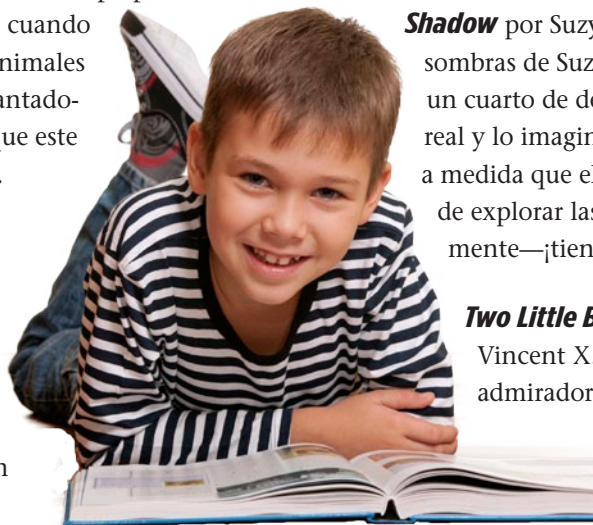 cuando
nimales
antado-
ue este
Shadow por Suzy
sombras de Suz
un cuarto de de
real y lo imagin
a medida que el
de explorar las
mente—¡tien
Two Little B
Vincent X.
admirador
n